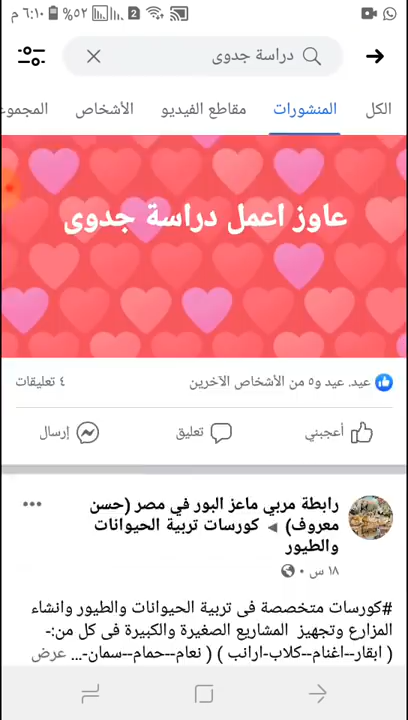 ٦:١٠ م
٥٢%
2
دراسة جدوى
الكل
المنشورات
مقاطع الفيديو
الأشخاص
المجموع
عاوز اعمل دراسة جدوى
عيد. عيد و٥ من الأشخاص الآخرين
٤ تعليقات
أعجبني
تعليق
إرسال
رابطة مربي ماعز البور في مصر (حسن
معروف) ◄ كورسات تربية الحيوانات
والطيور
١٨ س •
#كورسات متخصصة فى تربية الحيوانات والطيور وانشاء
المزارع وتجهيز المشاريع الصغيرة والكبيرة فى كل من:-
( ابقار--اغنام--كلاب-ارانب ) ( نعام--حمام--سمان-... عرض